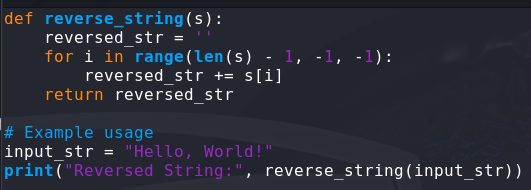 def reverse_string(s):
    reversed_str = ''
    for i in range(len(s) - 1, -1, -1):
        reversed_str += s[i]
    return reversed_str

# Example usage
input_str = "Hello, World!"
print("Reversed String:", reverse_string(input_str))